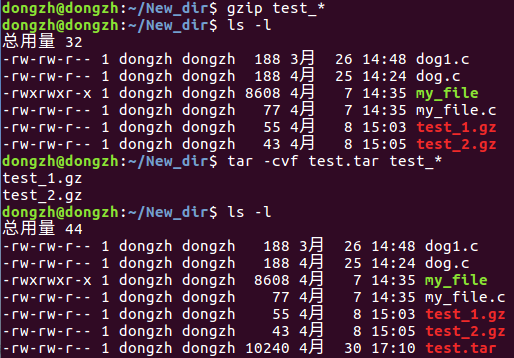 dongzh@dongzh:~/New_dir$ gzip test_*
dongzh@dongzh:~/New_dir$ ls -l
总用量 32
-rw-rw-r-- 1 dongzh dongzh  188 3月  26 14:48 dog1.c
-rw-rw-r-- 1 dongzh dongzh  188 4月  25 14:24 dog.c
-rwxrwxr-x 1 dongzh dongzh 8608 4月   7 14:35 my_file
-rw-rw-r-- 1 dongzh dongzh   77 4月   7 14:35 my_file.c
-rw-rw-r-- 1 dongzh dongzh   55 4月   8 15:03 test_1.gz
-rw-rw-r-- 1 dongzh dongzh   43 4月   8 15:05 test_2.gz
dongzh@dongzh:~/New_dir$ tar -cvf test.tar test_*
test_1.gz
test_2.gz
dongzh@dongzh:~/New_dir$ ls -l
总用量 44
-rw-rw-r-- 1 dongzh dongzh   188 3月  26 14:48 dog1.c
-rw-rw-r-- 1 dongzh dongzh   188 4月  25 14:24 dog.c
-rwxrwxr-x 1 dongzh dongzh  8608 4月   7 14:35 my_file
-rw-rw-r-- 1 dongzh dongzh    77 4月   7 14:35 my_file.c
-rw-rw-r-- 1 dongzh dongzh    55 4月   8 15:03 test_1.gz
-rw-rw-r-- 1 dongzh dongzh    43 4月   8 15:05 test_2.gz
-rw-rw-r-- 1 dongzh dongzh 10240 4月  30 17:10 test.tar